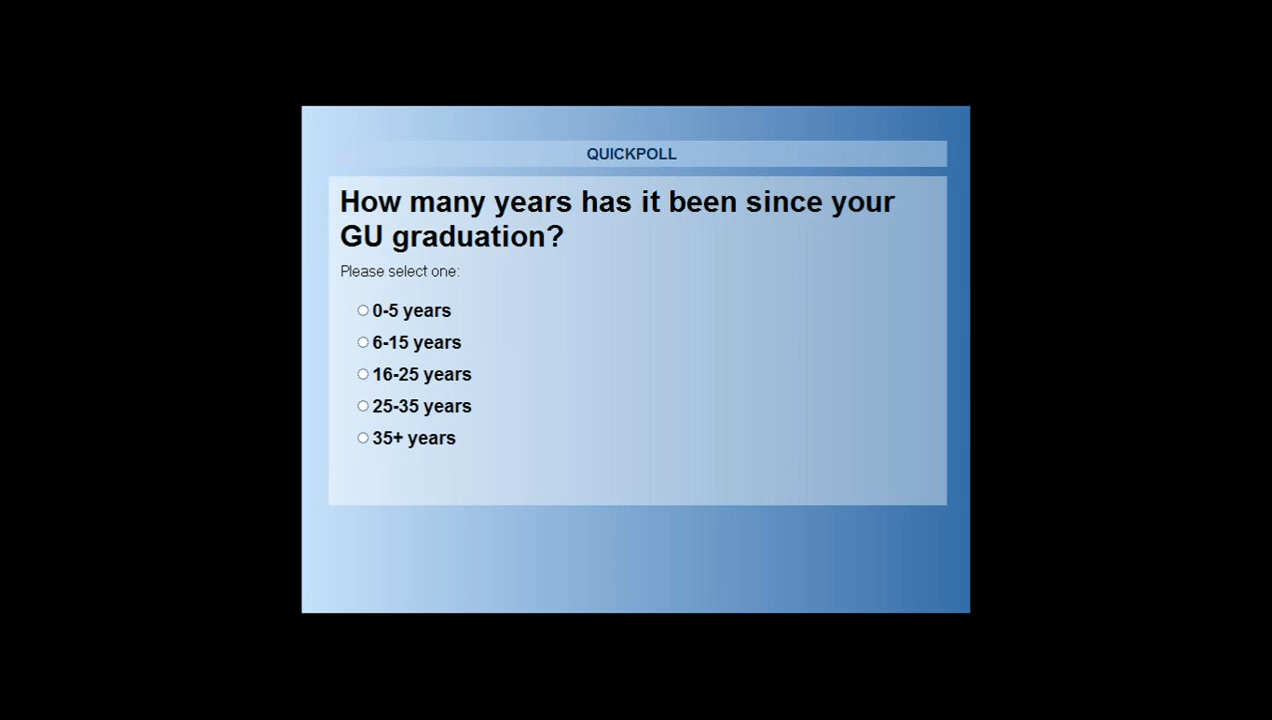 QUICKPOLL
How many years has it been since your
GU graduation?
Please select one:
0-5 years
6-15 years
16-25 years
25-35 years
35+ years